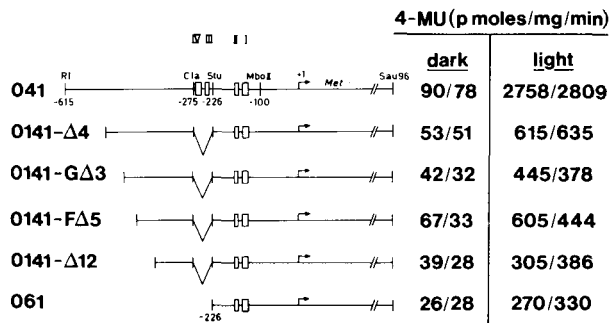 4-MU(p moles/mg/min)
IV III II I
dark light
RI Cla Stu MboII +1 Met Sau96
041 90/78 2758/2809
-615 -275 -226 -100
0141-Δ4 53/51 615/635
0141-GΔ3 42/32 445/378
0141-FΔ5 67/33 605/444
0141-Δ12 39/28 305/386
061 26/28 270/330
-226